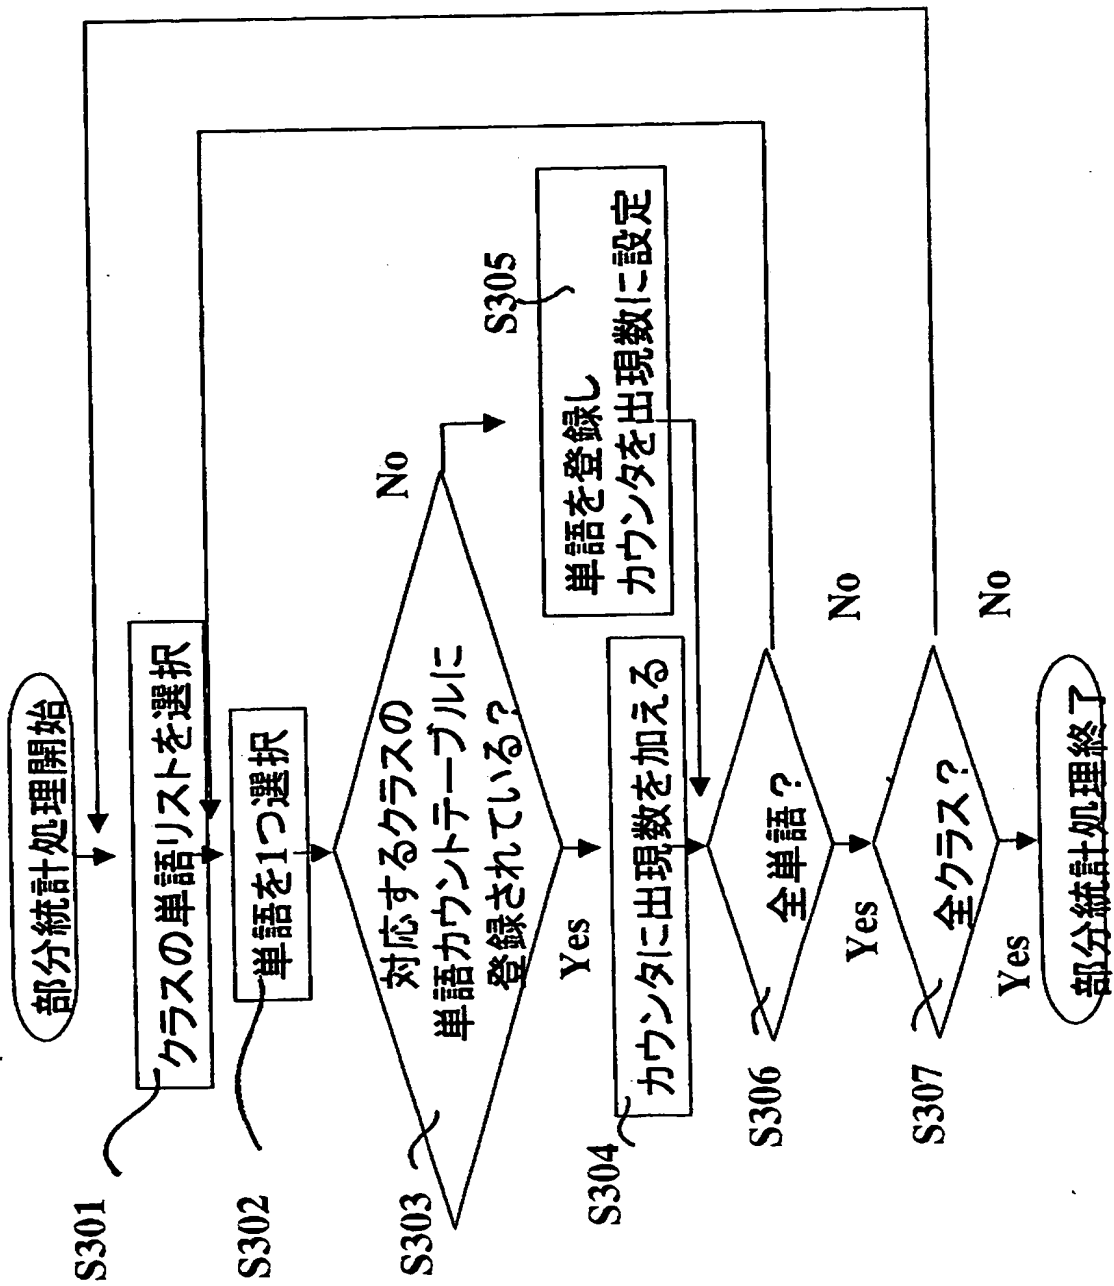 部分統計処理開始
S301
クラスの単語リストを選択
S302
単語を1つ選択
S303
対応するクラスの
単語カウントテーブルに
登録されている?
No
Yes
S305
単語を登録し
カウンタを出現数に設定
S304
カウンタに出現数を加える
S306
全単語?
No
Yes
S307
全クラス?
No
Yes
部分統計処理終了